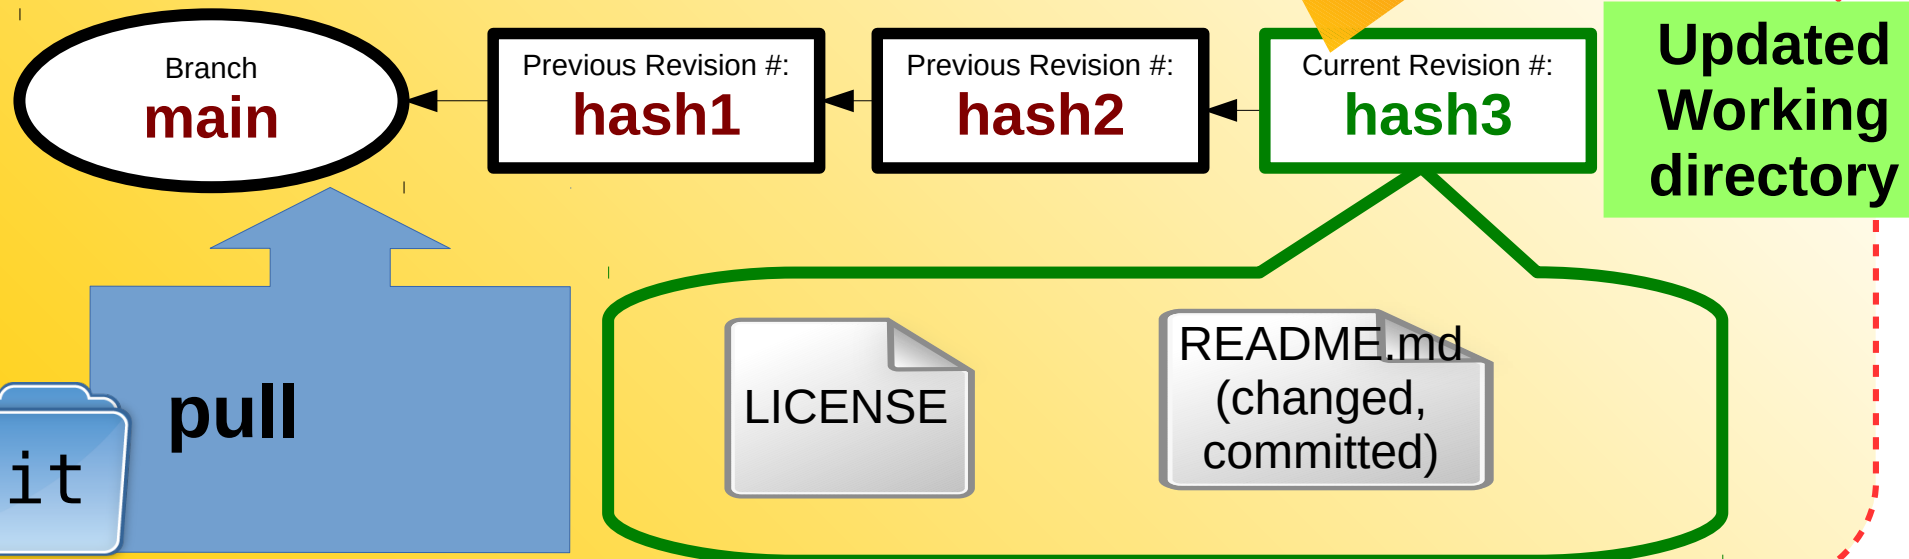 Branch
main
Previous Revision #:
hash1
Previous Revision #:
hash2
Current Revision #:
hash3
Updated
Working
directory
pull
it
LICENSE
README.md
(changed,
committed)